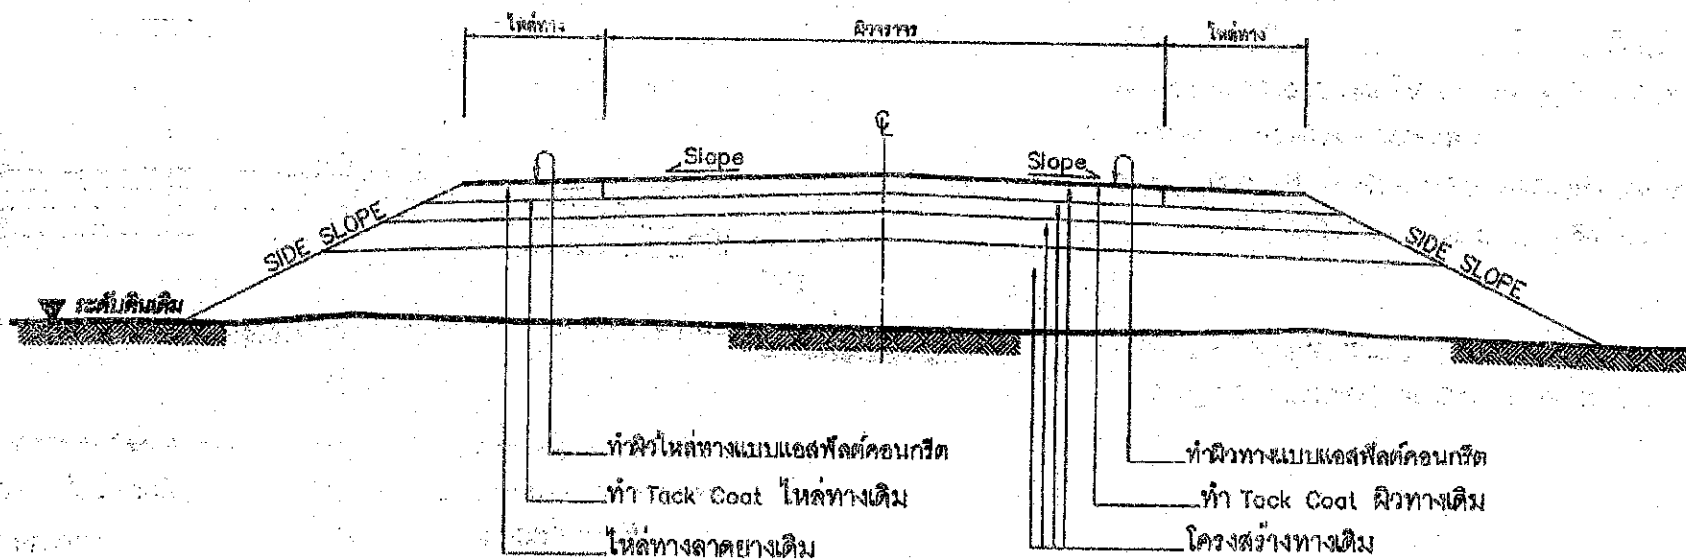 ไหล่ทาง ผิวจราจร ไหล่ทาง
℄
Slope Slope
SIDE SLOPE SIDE SLOPE
ระดับดินเดิม
ทำผิวไหล่ทางแบบแอสฟัลต์คอนกรีต ทำผิวทางแบบแอสฟัลต์คอนกรีต
ทำ Tack Coat ไหล่ทางเดิม ทำ Tack Coat ผิวทางเดิม
ไหล่ทางลาดยางเดิม โครงสร้างทางเดิม